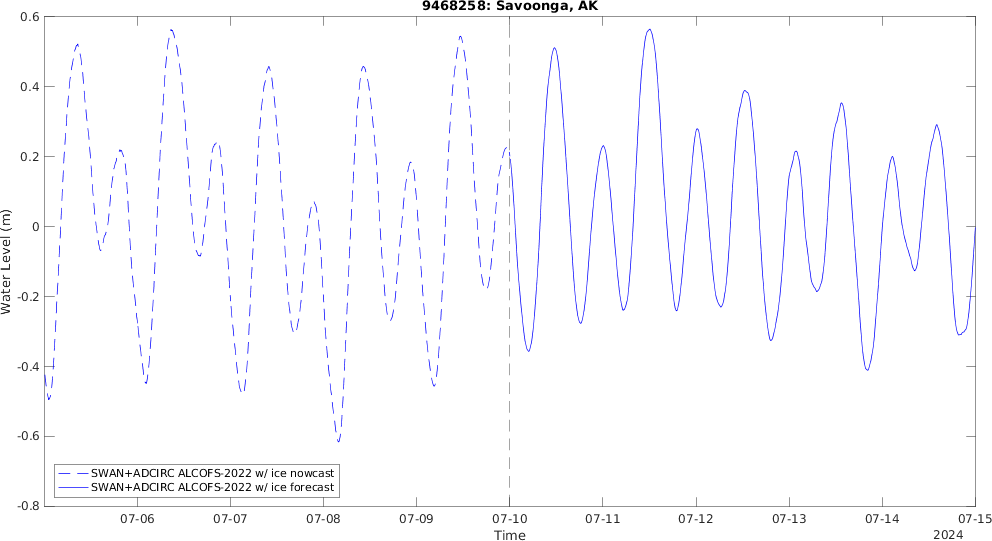 9468258: Savoonga, AK
0.6
0.4
0.2
0
-0.2
-0.4
-0.6
-0.8
Water Level (m)
SWAN+ADCIRC ALCOFS-2022 w/ ice nowcast
SWAN+ADCIRC ALCOFS-2022 w/ ice forecast
07-06 07-07 07-08 07-09 07-10 07-11 07-12 07-13 07-14 07-15
Time
2024